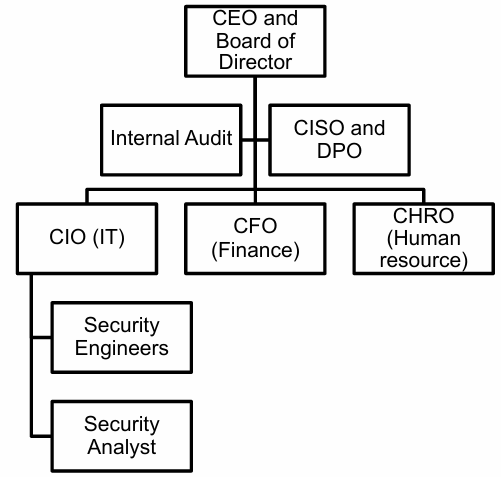 CEO and
Board of
Director
Internal Audit
CISO and
DPO
CIO (IT)
CFO
(Finance)
CHRO
(Human
resource)
Security
Engineers
Security
Analyst